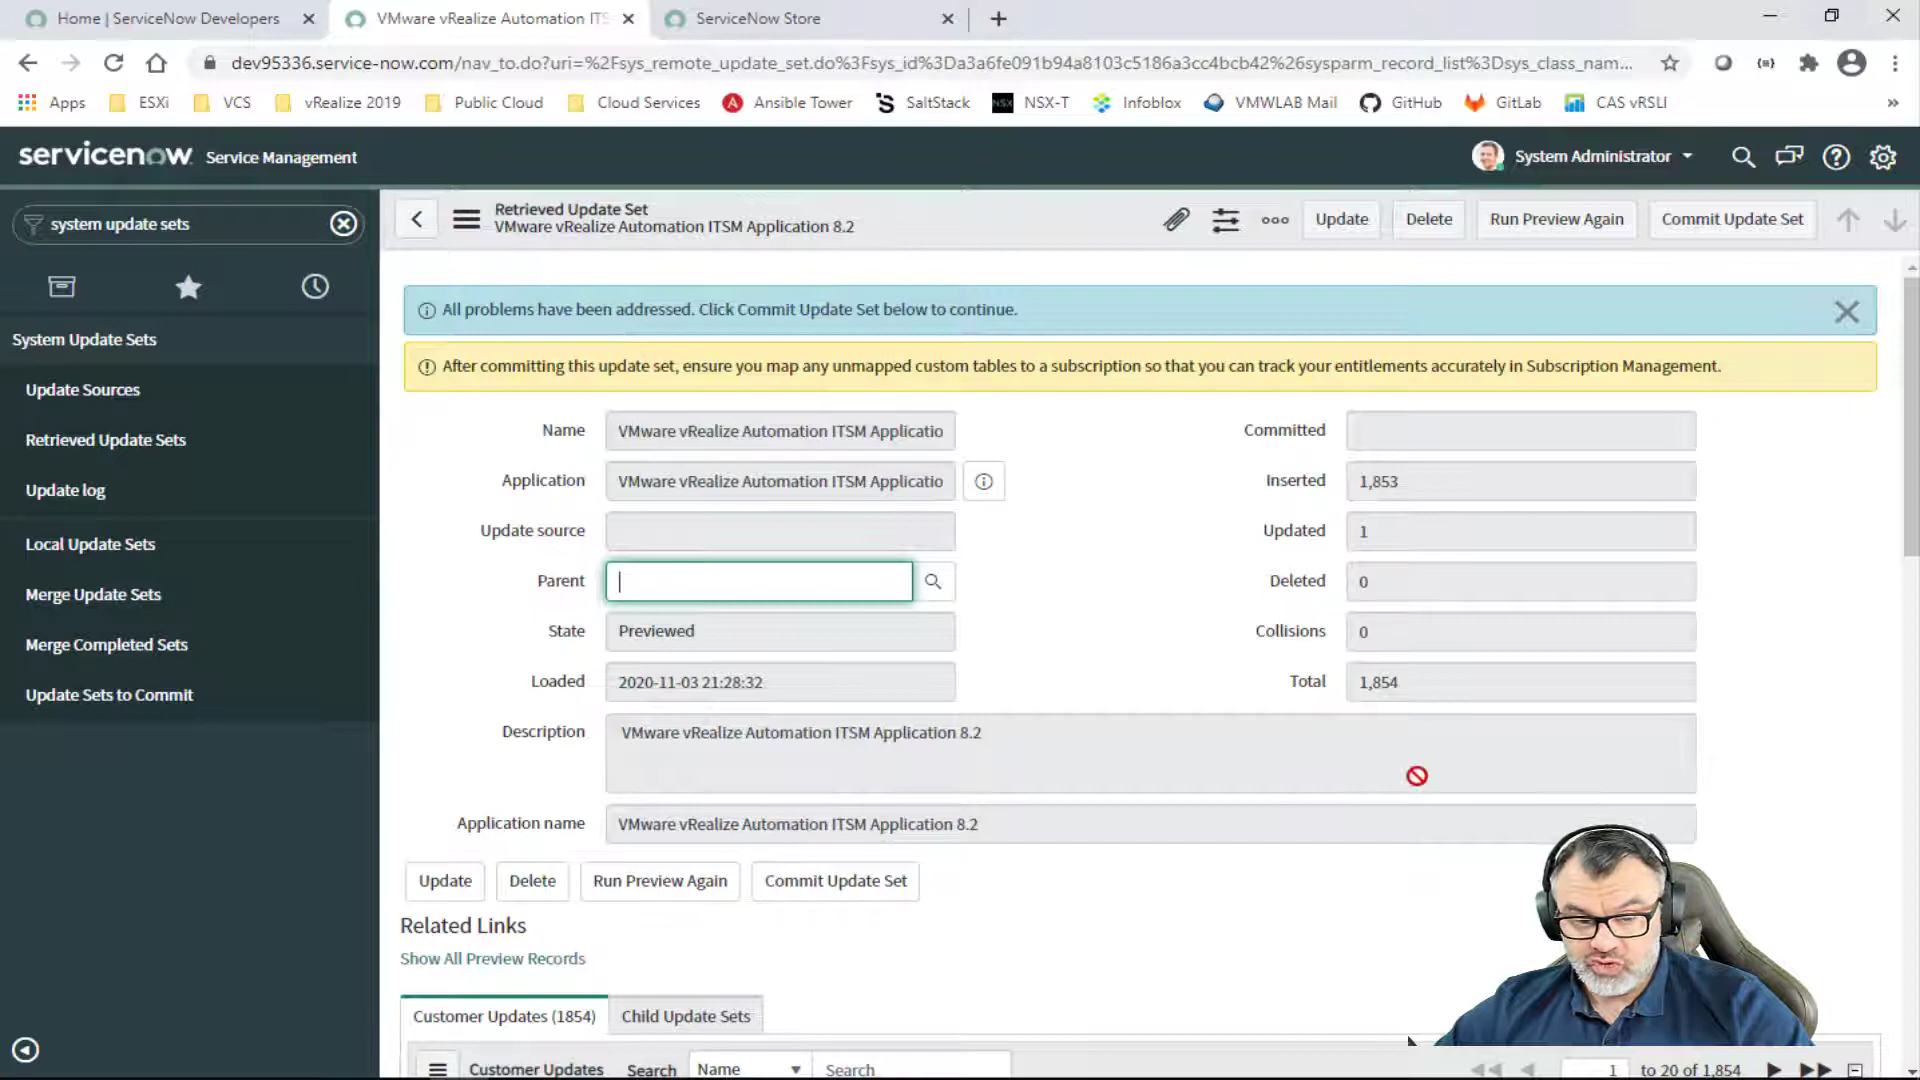 Home | ServiceNow Developers
VMware vRealize Automation ITS
ServiceNow Store
dev95336.service-now.com/nav_to.do?uri=%2Fsys_remote_update_set.do%3Fsys_id%3Da3a6fe091b94a8103c5186a3cc4bcb42%26sysparm_record_list%3Dsys_class_nam...
Apps
ESXi
VCS
vRealize 2019
Public Cloud
Cloud Services
Ansible Tower
SaltStack
NSX
NSX-T
Infoblox
VMWLAB Mail
GitHub
GitLab
CAS vRSLI
»
servicenow Service Management
System Administrator
system update sets
System Update Sets
Update Sources
Retrieved Update Sets
Update log
Local Update Sets
Merge Update Sets
Merge Completed Sets
Update Sets to Commit
Retrieved Update Set
VMware vRealize Automation ITSM Application 8.2
Update
Delete
Run Preview Again
Commit Update Set
All problems have been addressed. Click Commit Update Set below to continue.
After committing this update set, ensure you map any unmapped custom tables to a subscription so that you can track your entitlements accurately in Subscription Management.
Name VMware vRealize Automation ITSM Applicatio
Application VMware vRealize Automation ITSM Applicatio
Update source
Parent
State Previewed
Loaded 2020-11-03 21:28:32
Committed
Inserted 1,853
Updated 1
Deleted 0
Collisions 0
Total 1,854
Description VMware vRealize Automation ITSM Application 8.2
Application name VMware vRealize Automation ITSM Application 8.2
Update
Delete
Run Preview Again
Commit Update Set
Related Links
Show All Preview Records
Customer Updates (1854)
Child Update Sets
Customer Updates Search Name Search
1 to 20 of 1,854